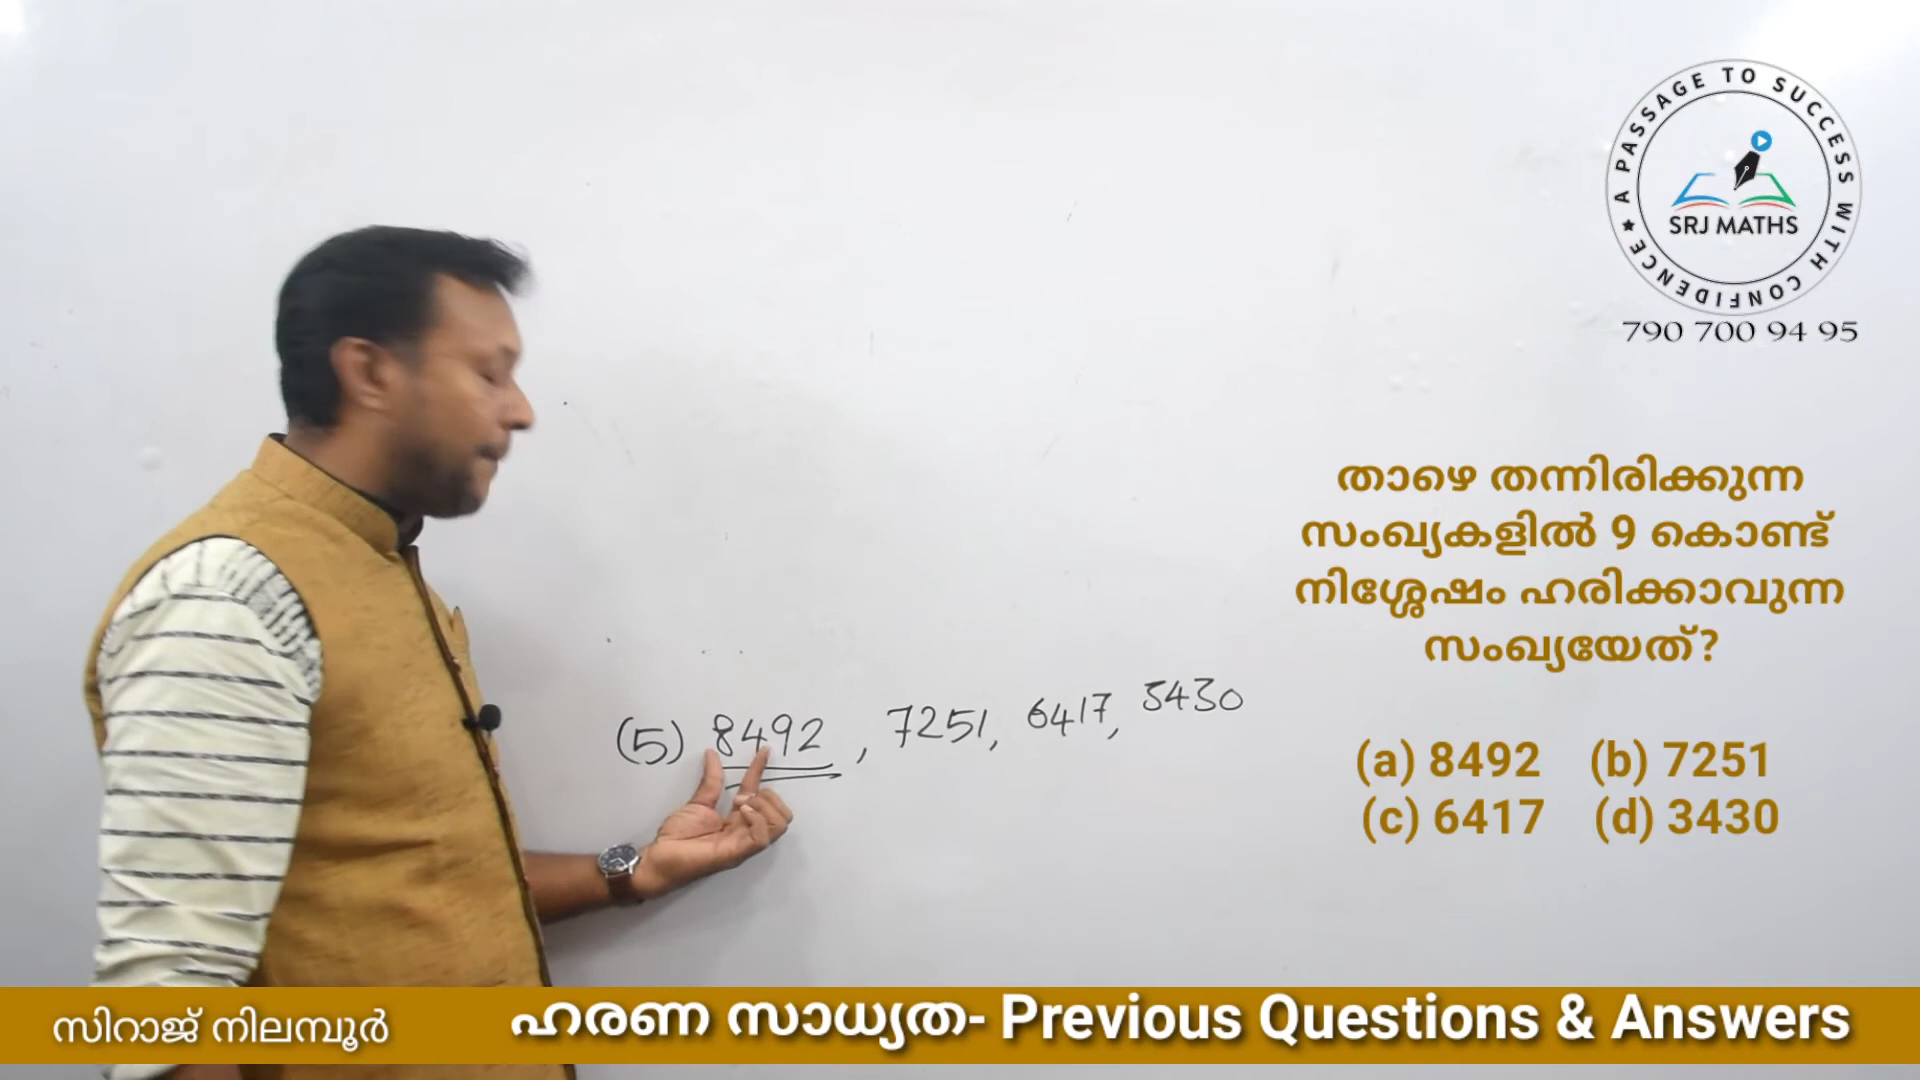 A PASSAGE TO SUCCESS WITH CONFIDENCE ★
SRJ MATHS
790 700 94 95
താഴെ തന്നിരിക്കുന്ന
സംഖ്യകളിൽ 9 കൊണ്ട്
നിശ്ശേഷം ഹരിക്കാവുന്ന
സംഖ്യയേത്?
(5) 8492, 7251, 6417, 3430
(a) 8492 (b) 7251
(c) 6417 (d) 3430
സിറാജ് നിലമ്പൂർ
ഹരണ സാധ്യത- Previous Questions & Answers